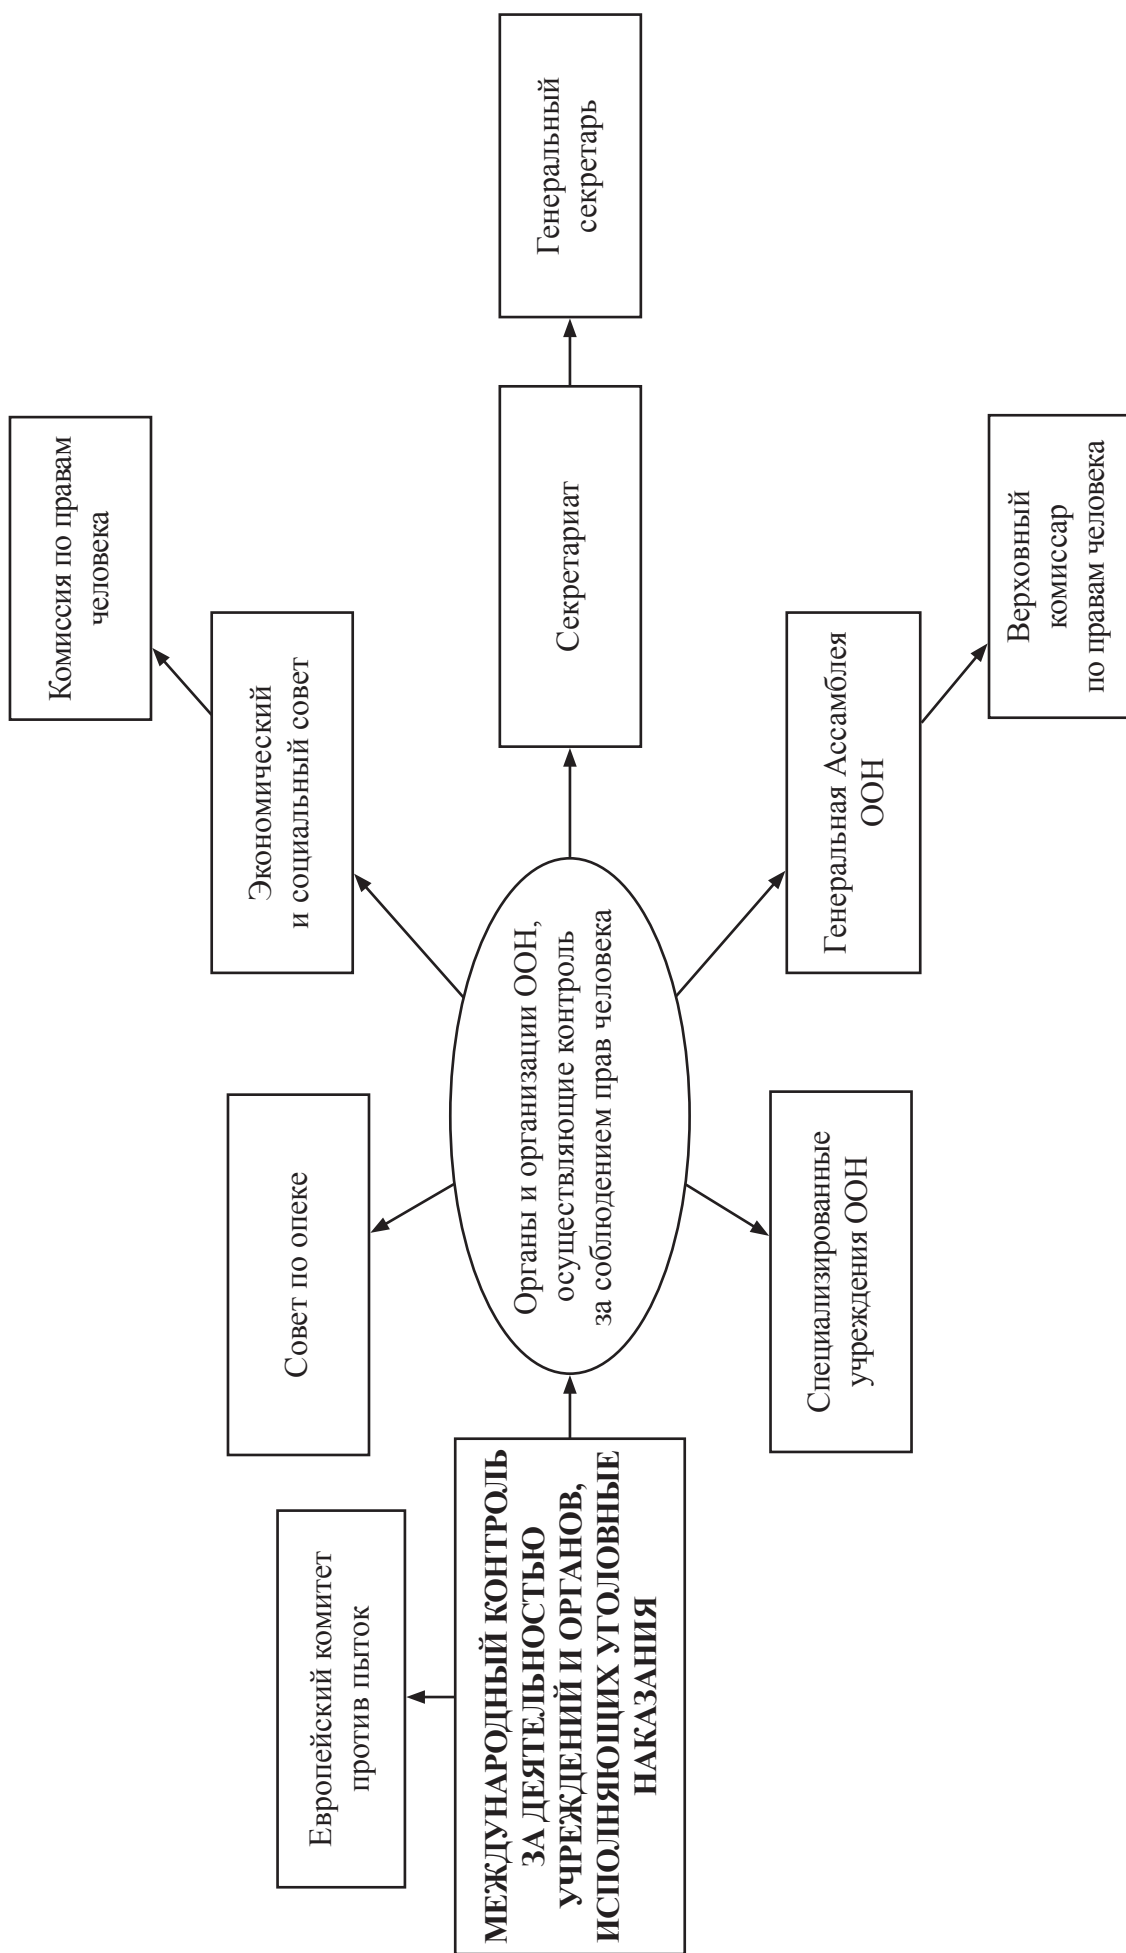 Европейский комитет
против пыток
МЕЖДУНАРОДНЫЙ КОНТРОЛЬ
ЗА ДЕЯТЕЛЬНОСТЬЮ
УЧРЕЖДЕНИЙ И ОРГАНОВ,
ИСПОЛНЯЮЩИХ УГОЛОВНЫЕ
НАКАЗАНИЯ
Совет по опеке
Органы и организации ООН,
осуществляющие контроль
за соблюдением прав человека
Специализированные
учреждения ООН
Экономический
и социальный совет
Комиссия по правам
человека
Секретариат
Генеральный
секретарь
Генеральная Ассамблея
ООН
Верховный
комиссар
по правам человека